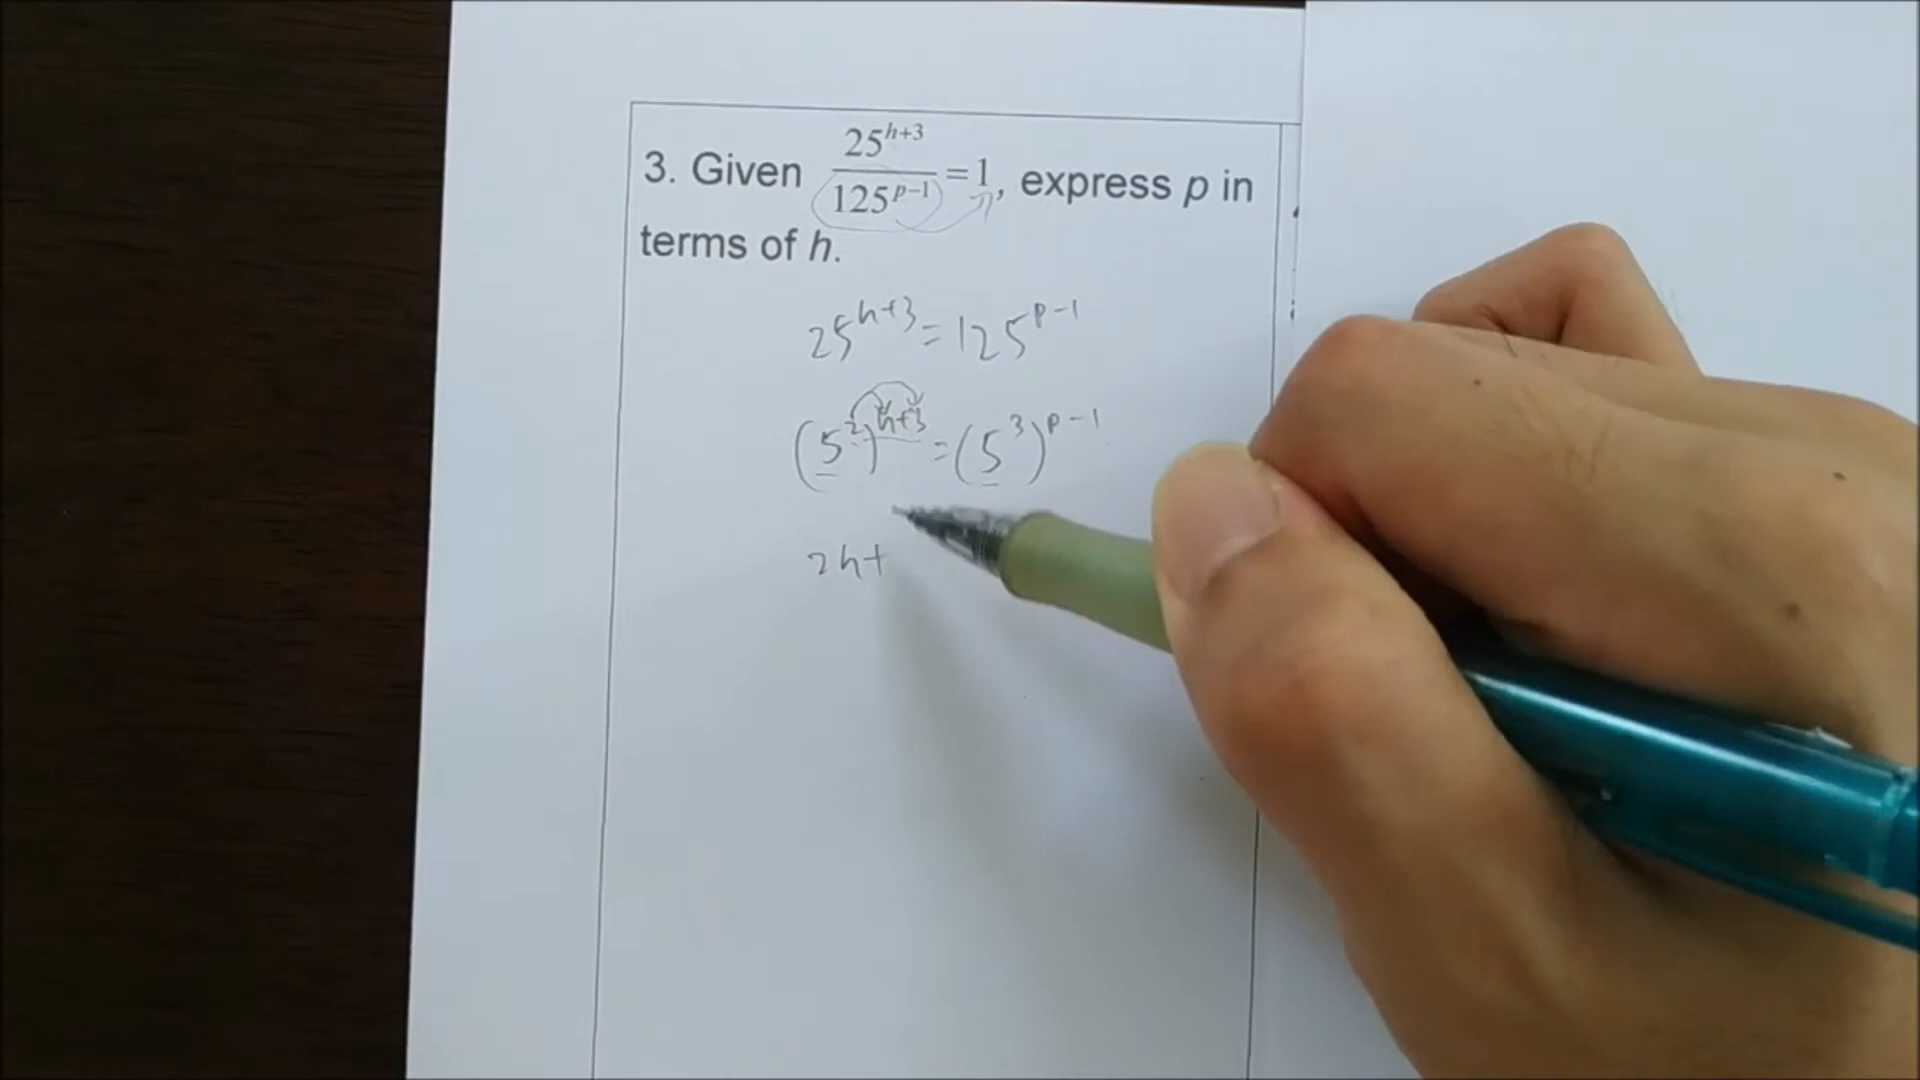 3. Given 25^{h+3}/125^{p-1} = 1, express p in
terms of h.
25^{h+3} = 125^{p-1}
(5^2)^{h+3} = (5^3)^{p-1}
2h+